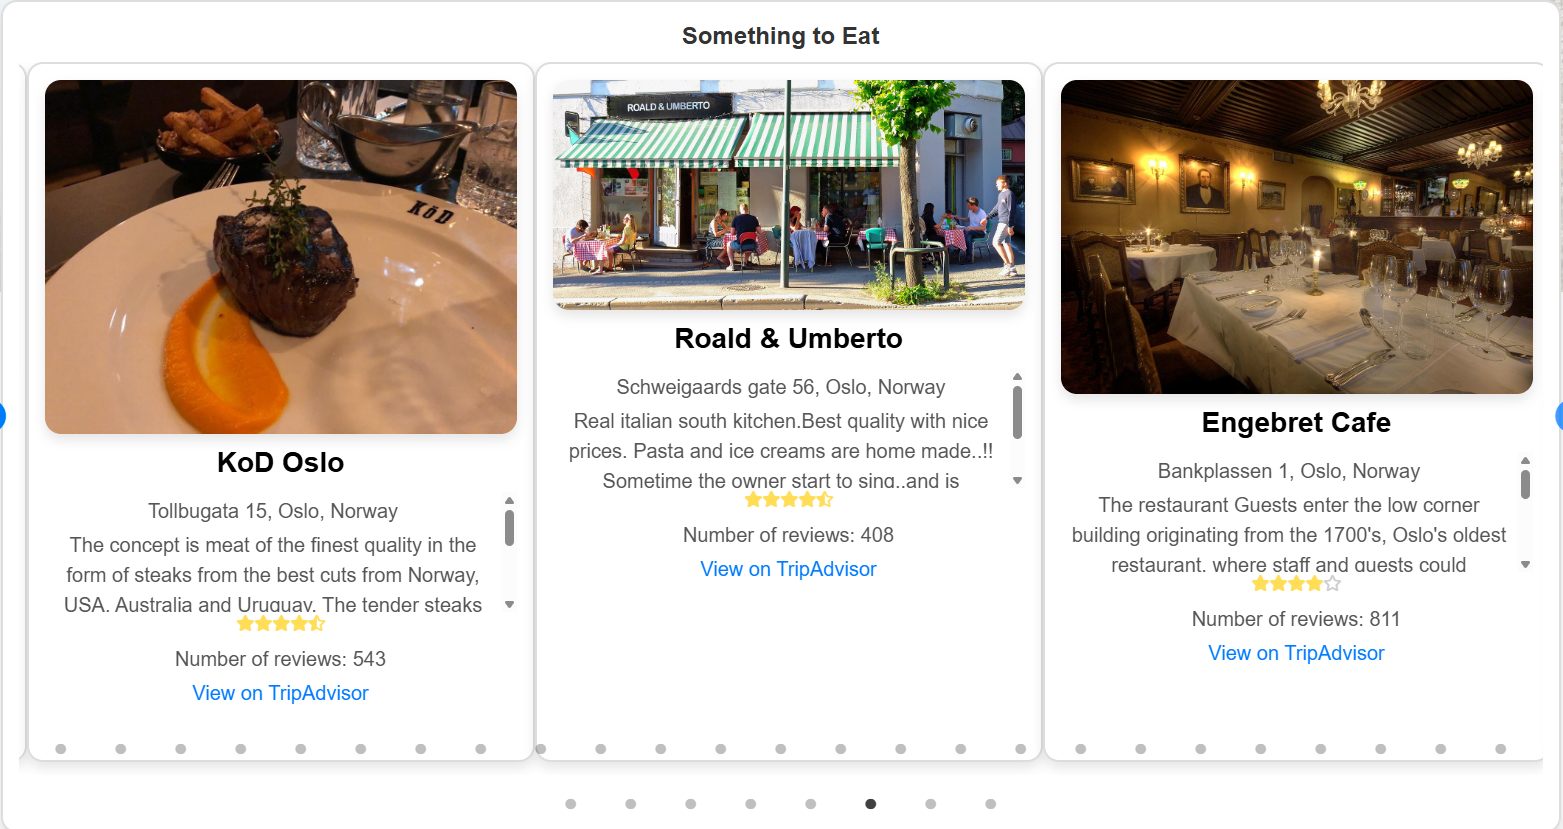 Something to Eat
KöD
KoD Oslo
Tollbugata 15, Oslo, Norway
The concept is meat of the finest quality in the
form of steaks from the best cuts from Norway,
USA, Australia and Uruguay. The tender steaks
Number of reviews: 543
View on TripAdvisor
ROALD & UMBERTO
Roald & Umberto
Schweigaards gate 56, Oslo, Norway
Real italian south kitchen.Best quality with nice
prices. Pasta and ice creams are home made..!!
Sometime the owner start to sing..and is
Number of reviews: 408
View on TripAdvisor
Engebret Cafe
Bankplassen 1, Oslo, Norway
The restaurant Guests enter the low corner
building originating from the 1700's, Oslo's oldest
restaurant, where staff and guests could
Number of reviews: 811
View on TripAdvisor